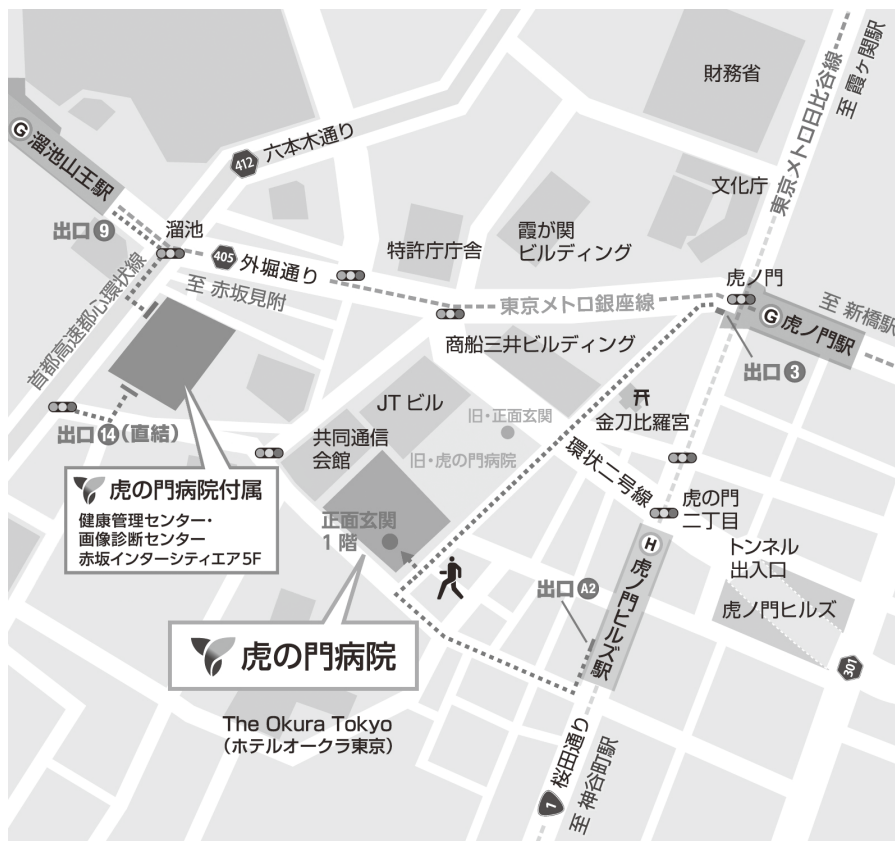 財務省
東京メトロ日比谷線
至 霞ヶ関駅
文化庁
412
六本木通り
G 溜池山王駅
出口9
溜池
405
外堀通り
至 赤坂見附
首都高速都心環状線
特許庁庁舎
霞が関
ビルディング
虎ノ門
東京メトロ銀座線
G 虎ノ門駅
至 新橋駅
出口3
商船三井ビルディング
JTビル
旧・正面玄関
旧・虎の門病院
金刀比羅宮
環状二号線
共同通信
会館
出口14(直結)
虎の門病院付属
健康管理センター・
画像診断センター
赤坂インターシティエア5F
正面玄関
1階
虎の門
二丁目
トンネル
出入口
H 虎ノ門ヒルズ駅
出口A2
虎ノ門ヒルズ
301
虎の門病院
The Okura Tokyo
(ホテルオークラ東京)
桜田通り
1
至 神谷町駅